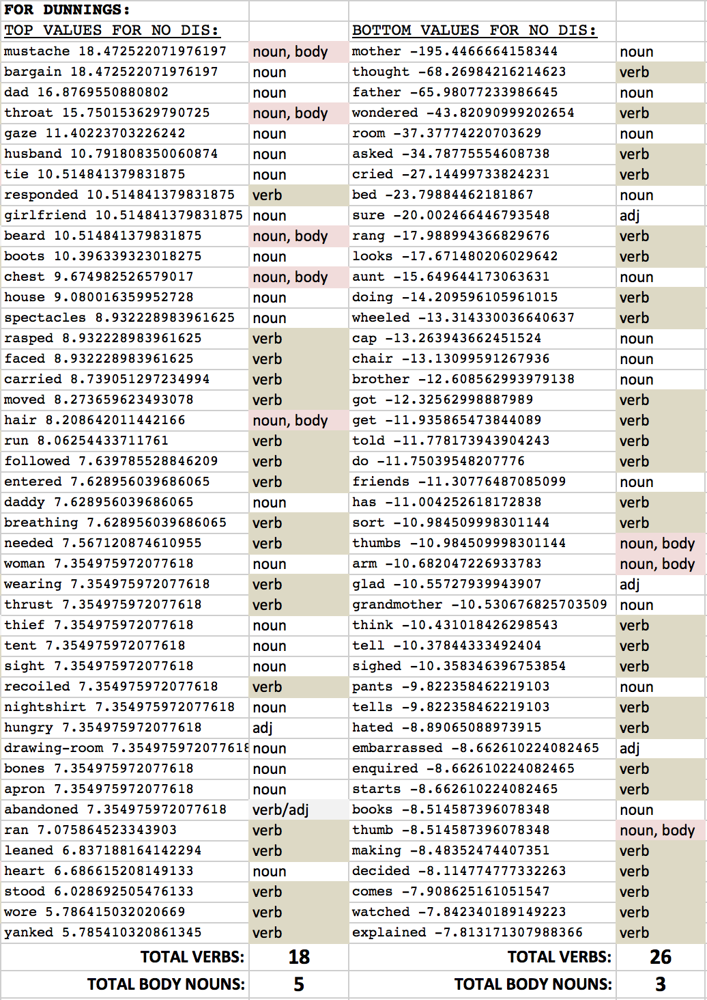 FOR DUNNINGS:
TOP VALUES FOR NO DIS: BOTTOM VALUES FOR NO DIS:
mustache 18.472522071976197 noun, body mother -195.4466664158344 noun
bargain 18.472522071976197 noun thought -68.26984216214623 verb
dad 16.8769550880802 noun father -65.98077233986645 noun
throat 15.750153629790725 noun, body wondered -43.82090999202654 verb
gaze 11.40223703226242 noun room -37.37774220703629 noun
husband 10.791808350060874 noun asked -34.78775554608738 verb
tie 10.514841379831875 noun cried -27.14499733824231 verb
responded 10.514841379831875 verb bed -23.79884462181867 noun
girlfriend 10.514841379831875 noun sure -20.002466446793548 adj
beard 10.514841379831875 noun, body rang -17.988994366829676 verb
boots 10.396339323018275 noun looks -17.671480206029642 verb
chest 9.674982526579017 noun, body aunt -15.649644173063631 noun
house 9.080016359952728 noun doing -14.209596105961015 verb
spectacles 8.932228983961625 noun wheeled -13.314330036640637 verb
rasped 8.932228983961625 verb cap -13.263943662451524 noun
faced 8.932228983961625 verb chair -13.13099591267936 noun
carried 8.739051297234994 verb brother -12.608562993979138 noun
moved 8.273659623493078 verb got -12.32562998887989 verb
hair 8.208642011442166 noun, body get -11.935865473844089 verb
run 8.06254433711761 verb told -11.778173943904243 verb
followed 7.639785528846209 verb do -11.75039548207776 verb
entered 7.628956039686065 verb friends -11.30776487085099 noun
daddy 7.628956039686065 noun has -11.004252618172838 verb
breathing 7.628956039686065 verb sort -10.984509998301144 verb
needed 7.567120874610955 verb thumbs -10.984509998301144 noun, body
woman 7.354975972077618 noun arm -10.682047226933783 noun, body
wearing 7.354975972077618 verb glad -10.55727939943907 adj
thrust 7.354975972077618 verb grandmother -10.530676825703509 noun
thief 7.354975972077618 noun think -10.431018426298543 verb
tent 7.354975972077618 noun tell -10.37844333492404 verb
sight 7.354975972077618 noun sighed -10.358346396753854 verb
recoiled 7.354975972077618 verb pants -9.822358462219103 noun
nightshirt 7.354975972077618 noun tells -9.822358462219103 verb
hungry 7.354975972077618 adj hated -8.89065088973915 verb
drawing-room 7.354975972077618 noun embarrassed -8.662610224082465 adj
bones 7.354975972077618 noun enquired -8.662610224082465 verb
apron 7.354975972077618 noun starts -8.662610224082465 verb
abandoned 7.354975972077618 verb/adj books -8.514587396078348 noun
ran 7.075864523343903 verb thumb -8.514587396078348 noun, body
leaned 6.837188164142294 verb making -8.48352474407351 verb
heart 6.686615208149133 noun decided -8.114774777332263 verb
stood 6.028692505476133 verb comes -7.908625161051547 verb
wore 5.786415032020669 verb watched -7.842340189149223 verb
yanked 5.785410320861345 verb explained -7.813171307988366 verb
TOTAL VERBS: 18 TOTAL VERBS: 26
TOTAL BODY NOUNS: 5 TOTAL BODY NOUNS: 3